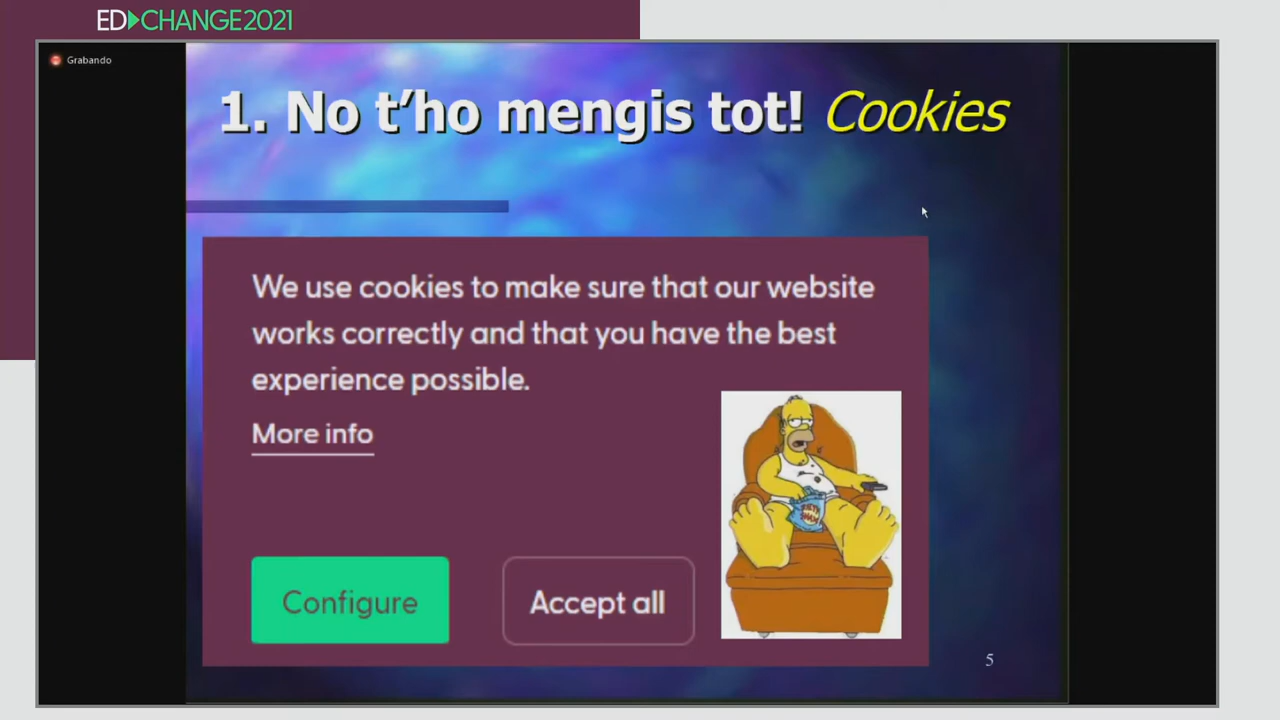 ED▶CHANGE2021
Grabando
1. No t’ho mengis tot! Cookies
We use cookies to make sure that our website
works correctly and that you have the best
experience possible.
More info
Configure
Accept all
5